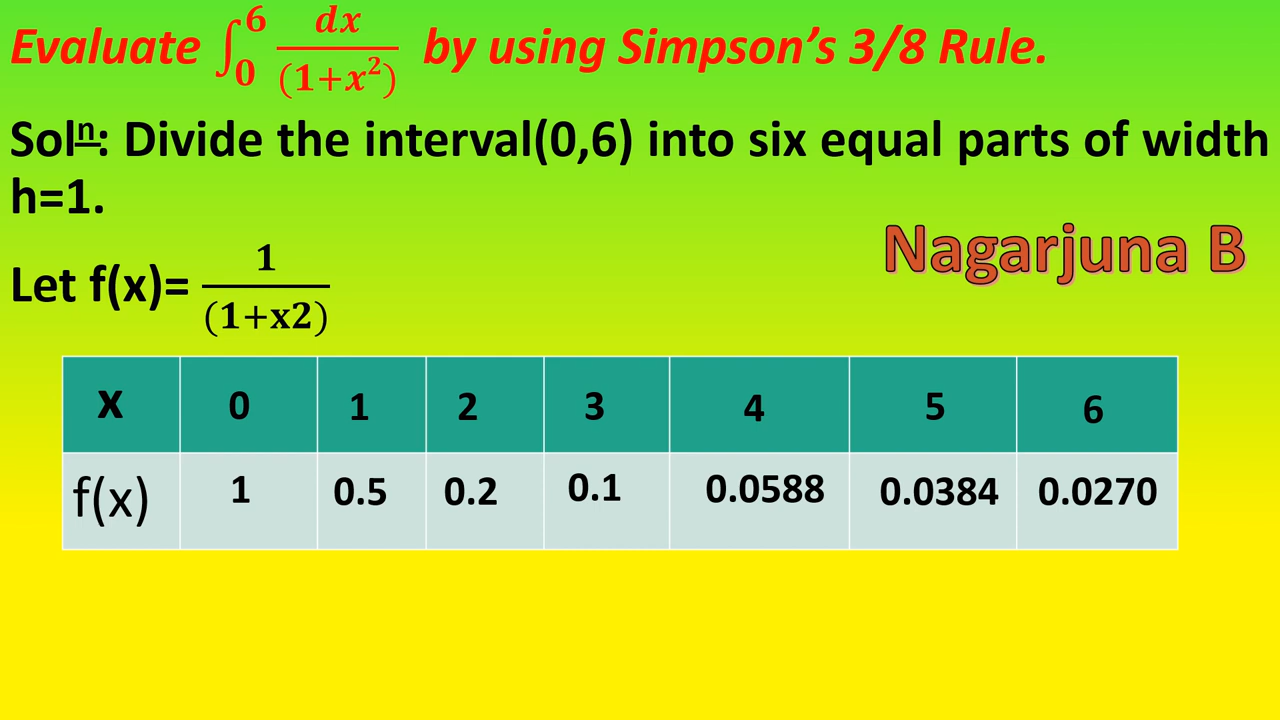 Evaluate ∫₀⁶ dx/(1+x²) by using Simpson’s 3/8 Rule.
Solⁿ: Divide the interval(0,6) into six equal parts of width
h=1.
Nagarjuna B
Let f(x)= 1/(1+x2)
x 0 1 2 3 4 5 6
f(x) 1 0.5 0.2 0.1 0.0588 0.0384 0.0270